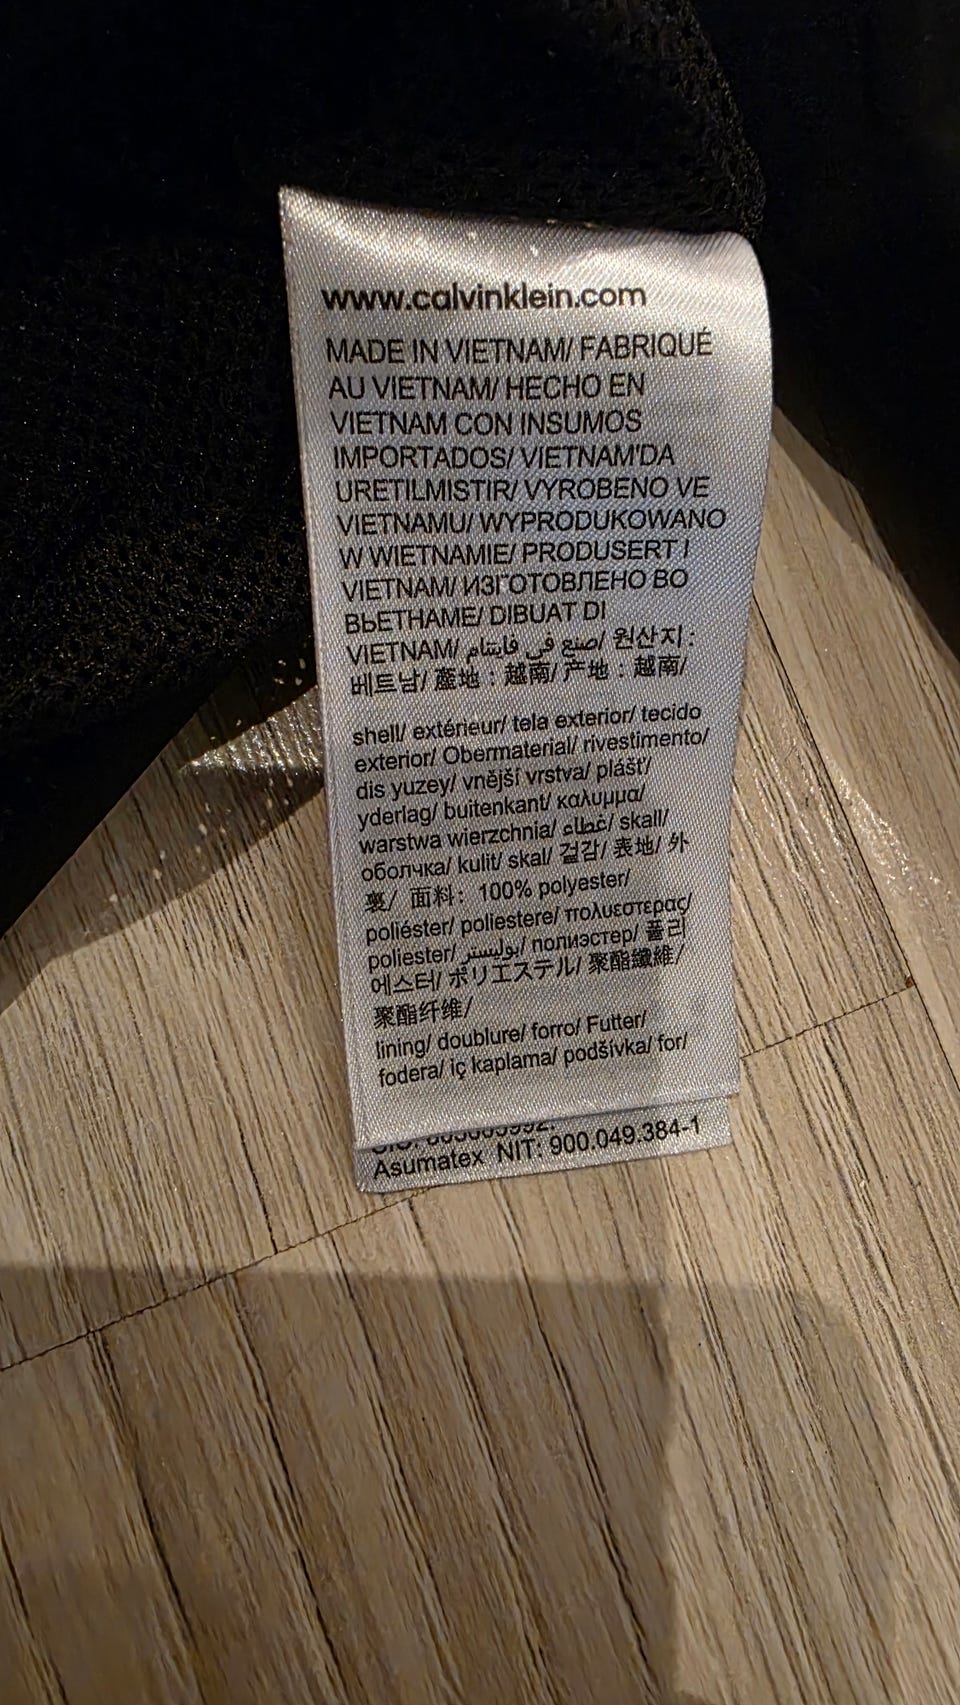 www.calvinklein.com
MADE IN VIETNAM/ FABRIQUÉ
AU VIETNAM/ HECHO EN
VIETNAM CON INSUMOS
IMPORTADOS/ VIETNAM'DA
URETILMISTIR/ VYROBENO VE
VIETNAMU/ WYPRODUKOWANO
W WIETNAMIE/ PRODUSERT I
VIETNAM/ ИЗГОТОВЛЕНО ВО
ВЬЕТНАМЕ/ DIBUAT DI
VIETNAM/ صنع في فايتنام/ 원산지 :
베트남/ 產地 : 越南/ 产地 : 越南/
shell/ extérieur/ tela exterior/ tecido
exterior/ Obermaterial/ rivestimento/
dis yuzey/ vnější vrstva/ plášť/
yderlag/ buitenkant/ καλυμμα/
warstwa wierzchnia/ غطاء/ skall/
оболчка/ kulit/ skal/ 겉감/ 表地/ 外
裏/ 面料: 100% polyester/
poliéster/ poliestere/ πολυεστερας/
poliester/ بوليستر/ полиэстер/ 폴리
에스터/ ポリエステル/ 聚酯纖維/
聚酯纤维/
lining/ doublure/ forro/ Futter/
fodera/ iç kaplama/ podšívka/ for/
Asumatex NIT: 900.049.384-1